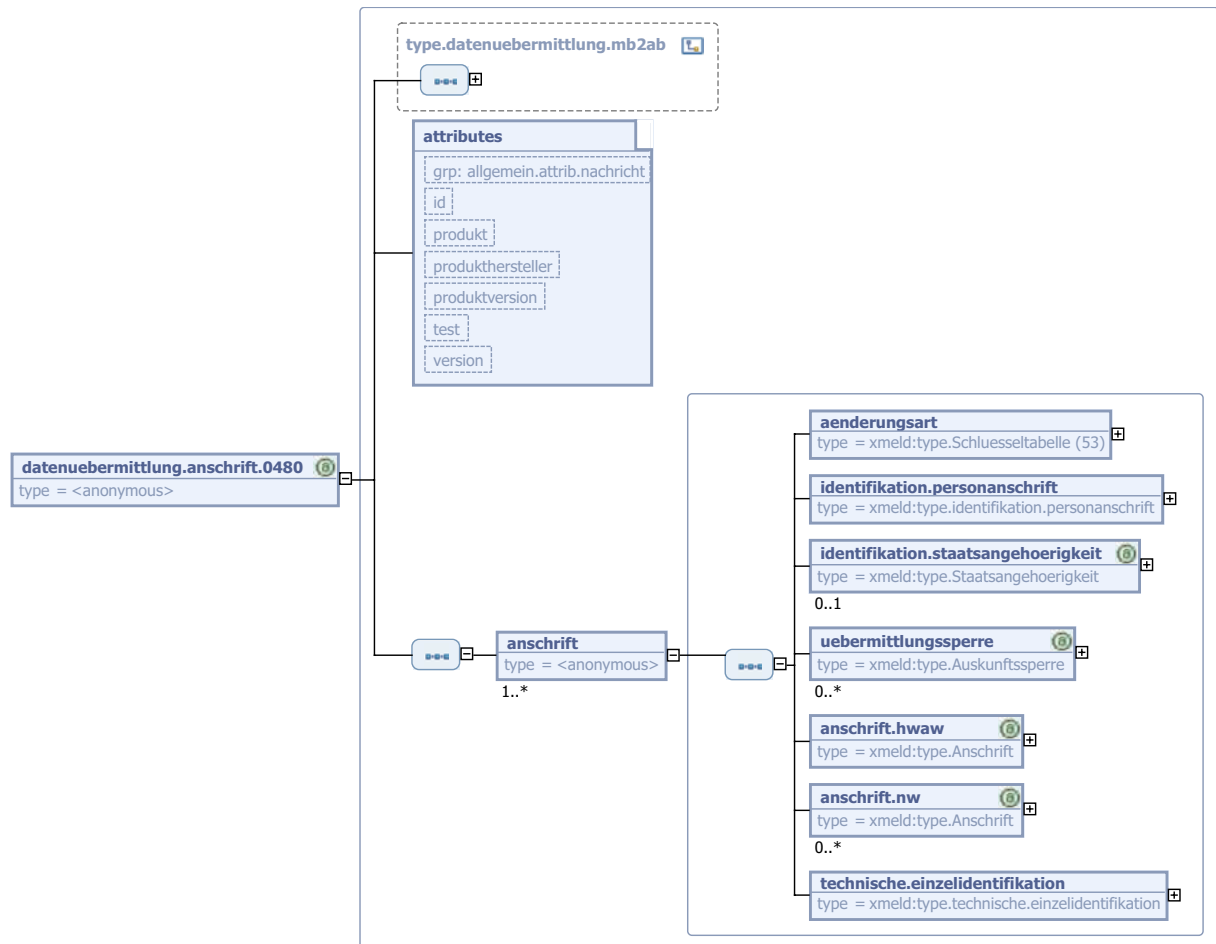 type.datenuebermittlung.mb2ab
attributes
grp: allgemein.attrib.nachricht
id
produkt
produkthersteller
produktversion
test
version
datenuebermittlung.anschrift.0480
type = <anonymous>
anschrift
type = <anonymous>
1..*
aenderungsart
type = xmeld:type.Schluesseltabelle (53)
identifikation.personanschrift
type = xmeld:type.identifikation.personanschrift
identifikation.staatsangehoerigkeit
type = xmeld:type.Staatsangehoerigkeit
0..1
uebermittlungssperre
type = xmeld:type.Auskunftssperre
0..*
anschrift.hwaw
type = xmeld:type.Anschrift
anschrift.nw
type = xmeld:type.Anschrift
0..*
technische.einzelidentifikation
type = xmeld:type.technische.einzelidentifikation